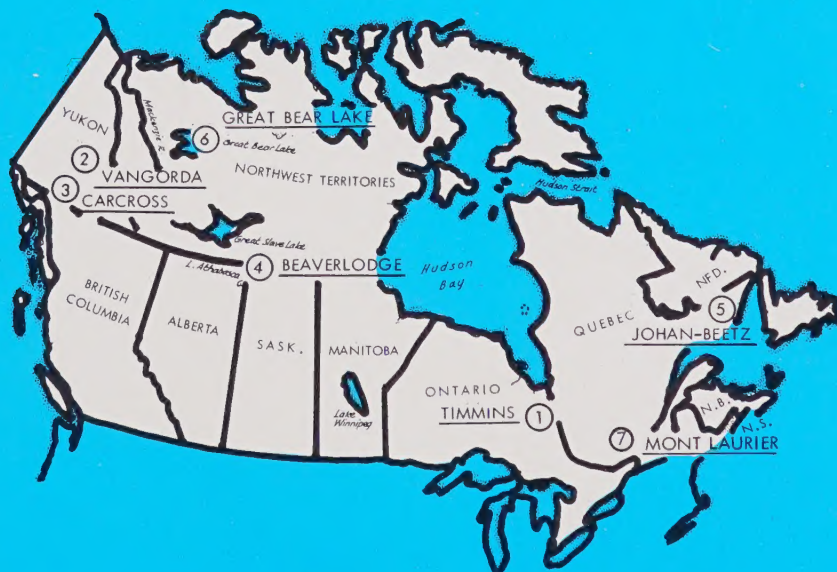 YUKON
Mackenzie R.
6
GREAT BEAR LAKE
Great Bear Lake
2
VANGORDA
NORTHWEST TERRITORIES
3
CARCROSS
Hudson Strait
Great Slave Lake
4
BEAVERLODGE
L. Athabasca
Hudson
Bay
BRITISH
COLUMBIA
ALBERTA
SASK.
MANITOBA
Lake
Winnipeg
ONTARIO
TIMMINS
1
QUEBEC
NFD.
5
JOHAN-BEETZ
N.B.
N.S.
7
MONT LAURIER